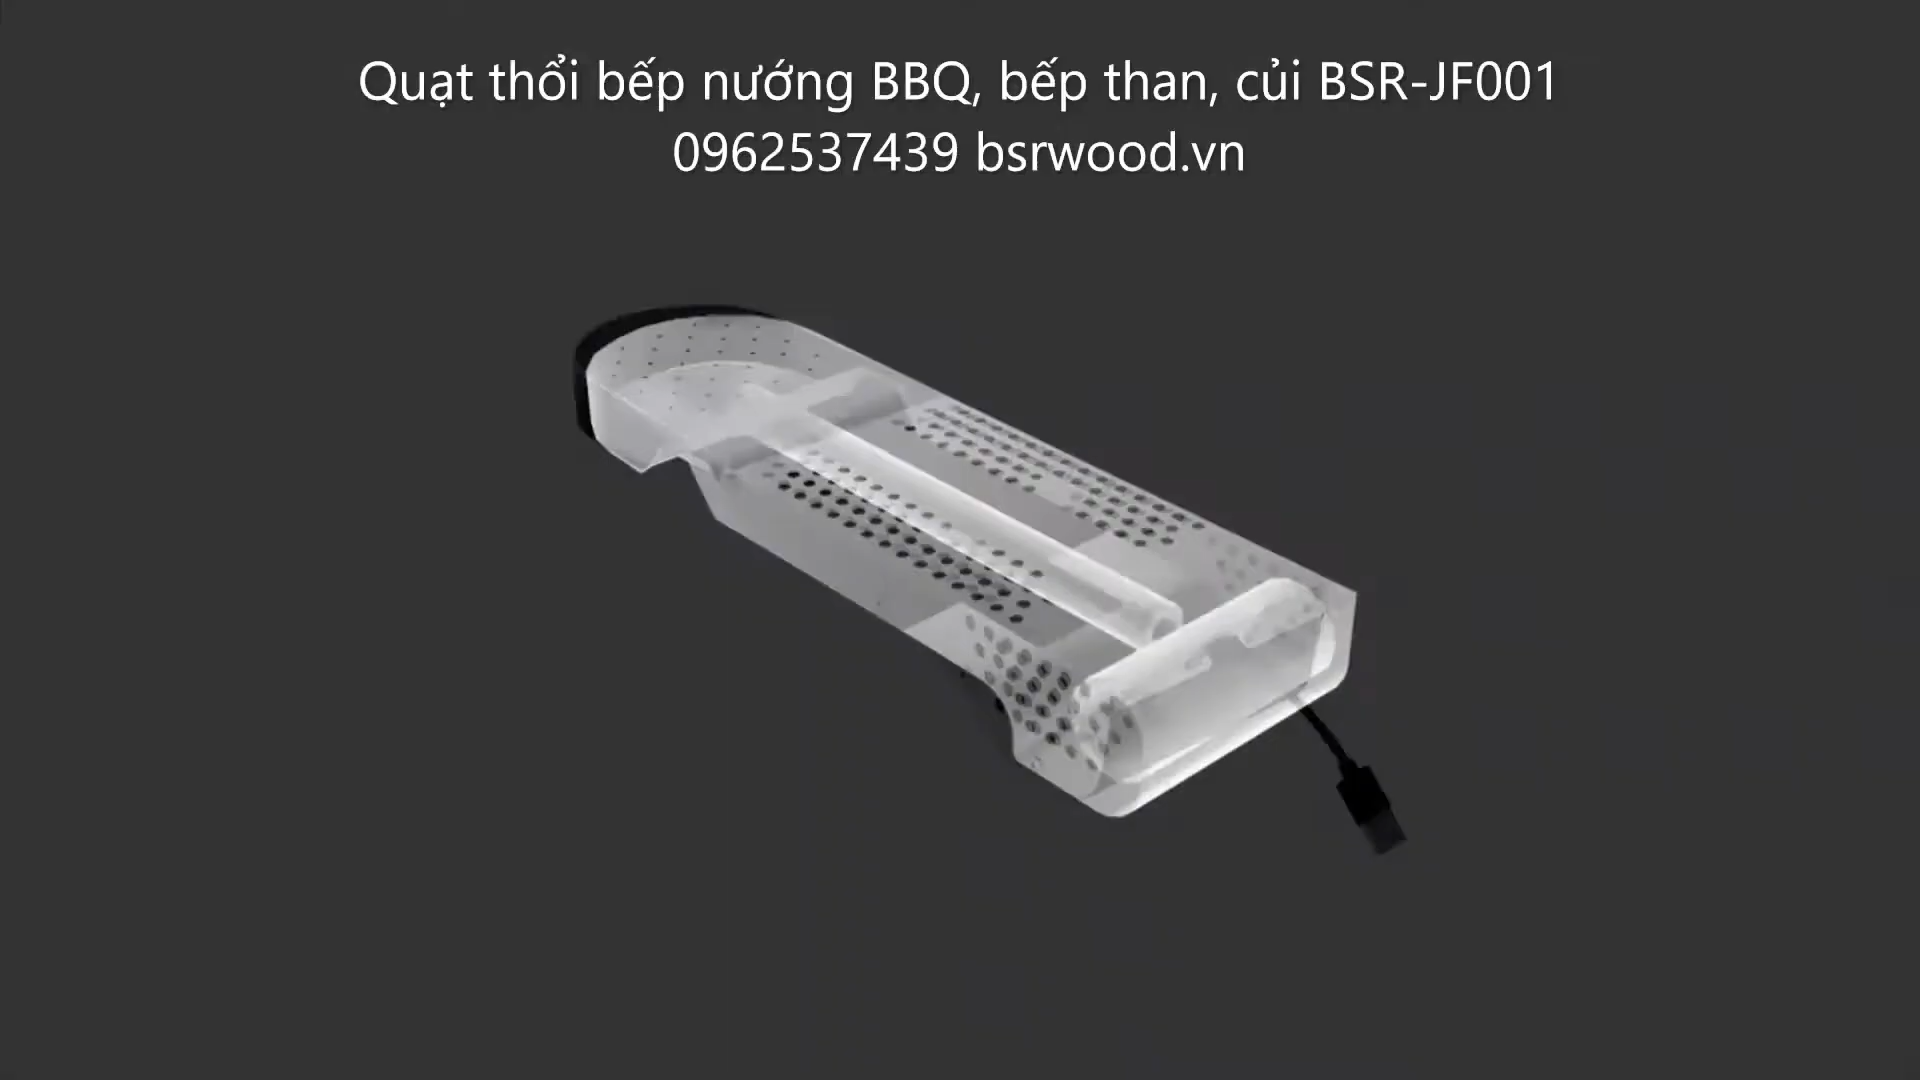 Quạt thổi bếp nướng BBQ, bếp than, củi BSR-JF001
0962537439 bsrwood.vn